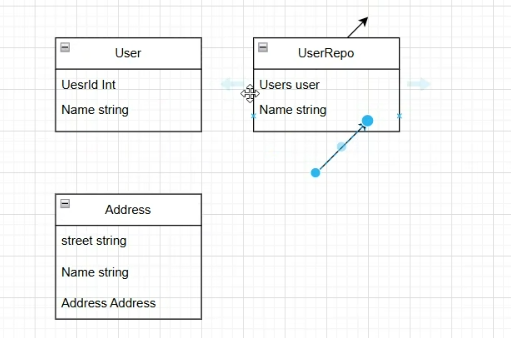 User
UesrId Int
Name string
UserRepo
Users user
Name string
Address
street string
Name string
Address Address